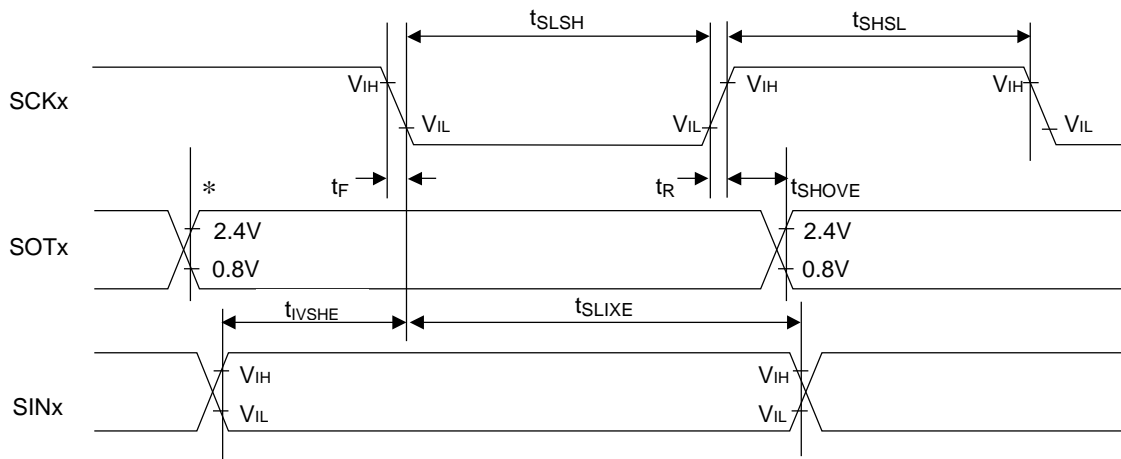 tSLSH
tSHSL
SCKx
VIH
VIL
VIL
VIH
VIH
VIL
tF
tR
tSHOVE
*
SOTx
2.4V
0.8V
2.4V
0.8V
tIVSHE
tSLIXE
SINx
VIH
VIL
VIH
VIL